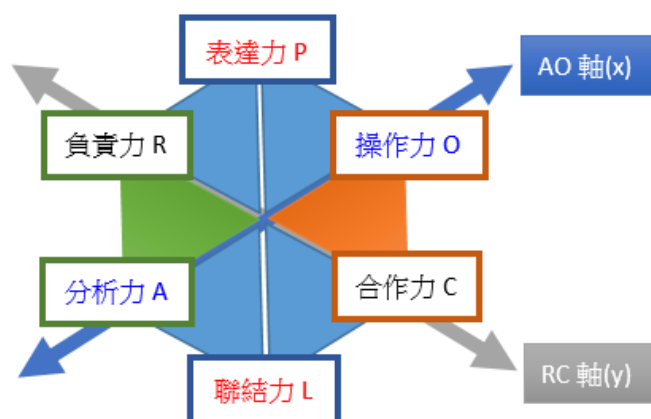 表達力 P
AO 軸(x)
負責力 R
操作力 O
分析力 A
合作力 C
聯結力 L
RC 軸(y)